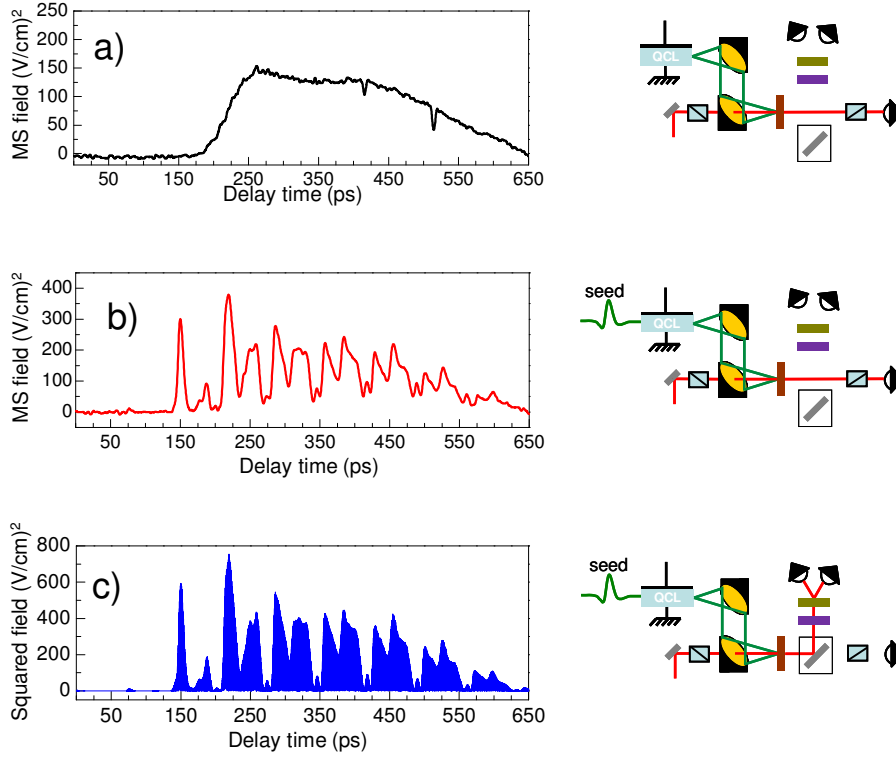 a)
MS field (V/cm)²
250
200
150
100
50
0
50 150 250 350 450 550 650
Delay time (ps)
QCL
b)
MS field (V/cm)²
400
300
200
100
0
50 150 250 350 450 550 650
Delay time (ps)
seed
QCL
c)
Squared field (V/cm)²
800
600
400
200
0
50 150 250 350 450 550 650
Delay time (ps)
seed
QCL